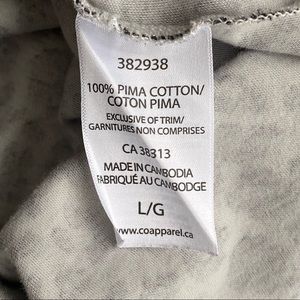 382938
100% PIMA COTTON/
COTON PIMA
EXCLUSIVE OF TRIM/
GARNITURES NON COMPRISES
CA 38313
MADE IN CAMBODIA
FABRIQUÉ AU CAMBODGE
L/G
www.coapparel.ca